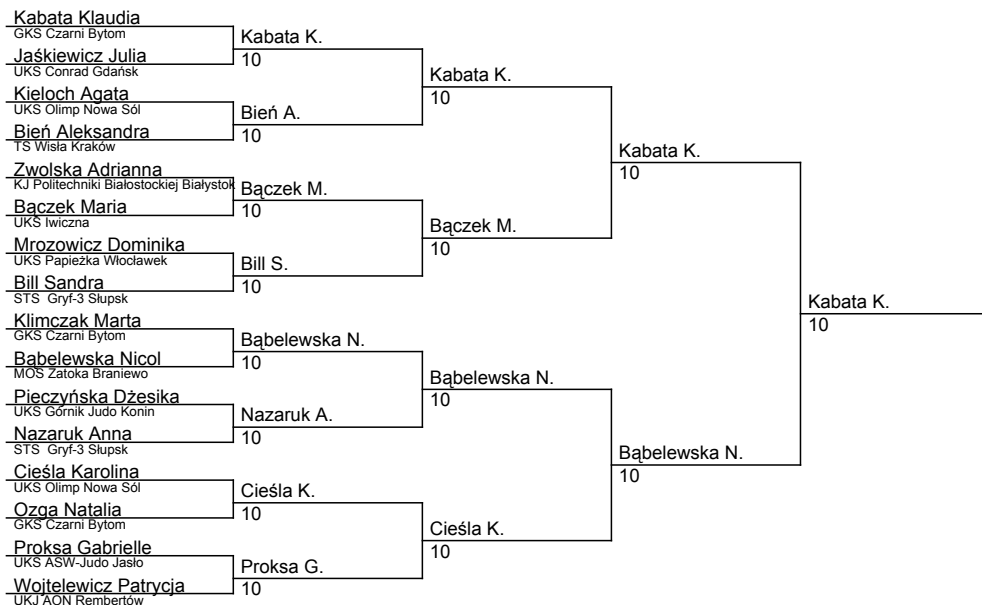 Kabata Klaudia
GKS Czarni Bytom
Jaśkiewicz Julia
UKS Conrad Gdańsk
Kieloch Agata
UKS Olimp Nowa Sól
Bień Aleksandra
TS Wisła Kraków
Zwolska Adrianna
KJ Politechniki Białostockiej Białystok
Bączek Maria
UKS Iwiczna
Mrozowicz Dominika
UKS Papieżka Włocławek
Bill Sandra
STS Gryf-3 Słupsk
Klimczak Marta
GKS Czarni Bytom
Bąbelewska Nicol
MOS Zatoka Braniewo
Pieczyńska Dżesika
UKS Górnik Judo Konin
Nazaruk Anna
STS Gryf-3 Słupsk
Cieśla Karolina
UKS Olimp Nowa Sól
Ozga Natalia
GKS Czarni Bytom
Proksa Gabrielle
UKS ASW-Judo Jasło
Wojtelewicz Patrycja
UKJ AON Rembertów
Kabata K.
10
Bień A.
10
Bączek M.
10
Bill S.
10
Bąbelewska N.
10
Nazaruk A.
10
Cieśla K.
10
Proksa G.
10
Kabata K.
10
Bączek M.
10
Bąbelewska N.
10
Cieśla K.
10
Kabata K.
10
Bąbelewska N.
10
Kabata K.
10